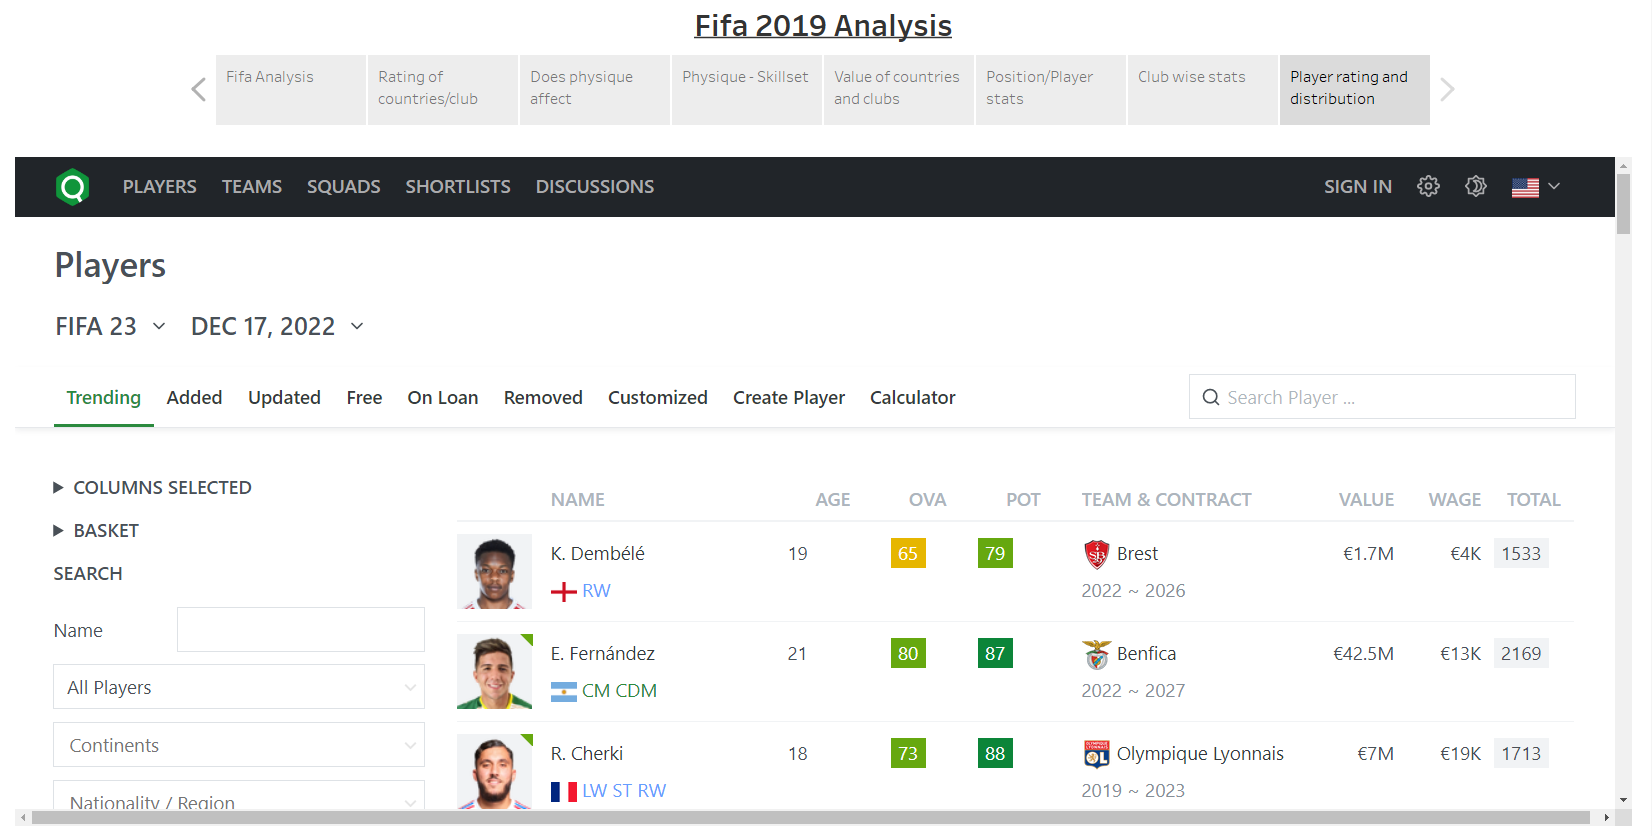 Fifa 2019 Analysis
Fifa Analysis
Rating of
countries/club
Does physique
affect
Physique - Skillset
Value of countries
and clubs
Position/Player
stats
Club wise stats
Player rating and
distribution
PLAYERS TEAMS SQUADS SHORTLISTS DISCUSSIONS SIGN IN
Players
FIFA 23 DEC 17, 2022
Trending Added Updated Free On Loan Removed Customized Create Player Calculator Search Player ...
COLUMNS SELECTED
BASKET
SEARCH
Name
All Players
Continents
Nationality / Region
NAME AGE OVA POT TEAM & CONTRACT VALUE WAGE TOTAL
K. Dembélé 19 65 79 Brest €1.7M €4K 1533
RW 2022 ~ 2026
E. Fernández 21 80 87 Benfica €42.5M €13K 2169
CM CDM 2022 ~ 2027
R. Cherki 18 73 88 Olympique Lyonnais €7M €19K 1713
LW ST RW 2019 ~ 2023